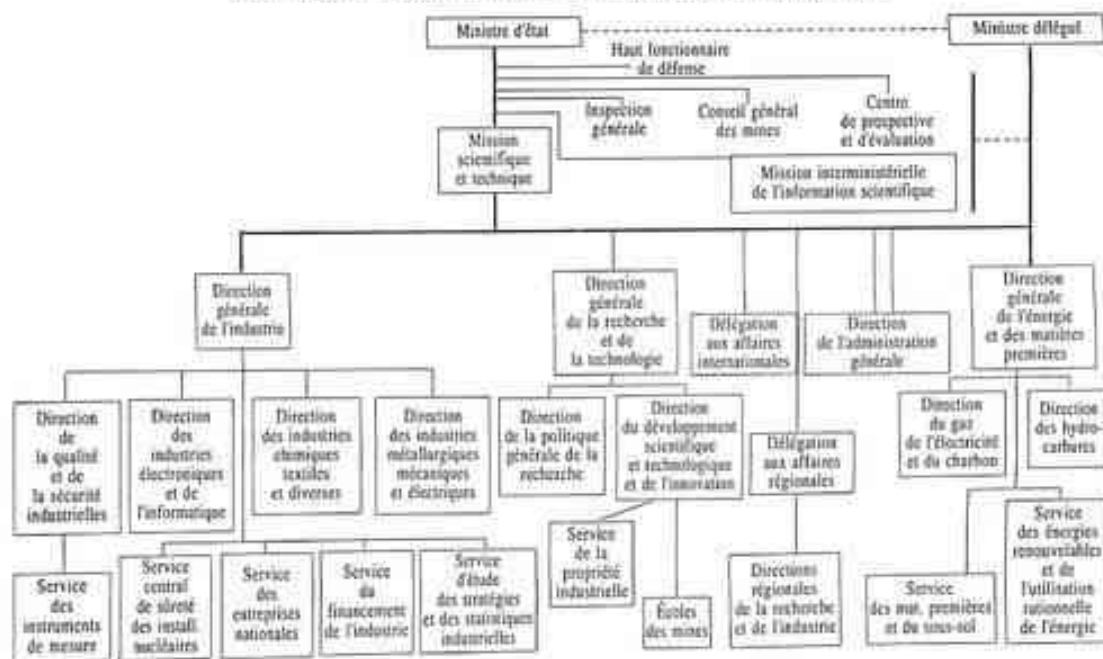 Ministre d'état
Ministre délégué
Haut fonctionnaire
de défense
Inspection
générale
Conseil général
des mines
Centre
de prospective
et d'évaluation
Mission
scientifique
et technique
Mission interministérielle
de l'information scientifique
Direction
générale
de l'industrie
Direction
générale
de la recherche
et de
la technologie
Délégation
aux affaires
internationales
Direction
de l'administration
générale
Direction
générale
de l'énergie
et des matières
premières
Direction
de
la qualité
et de
la sécurité
industrielles
Direction
des
industries
électroniques
et de
l'informatique
Direction
des industries
chemiques
textiles
et diverses
Direction
des industries
métallurgiques
mécaniques
et électriques
Direction
de la politique
générale de la
recherche
Direction
du développement
scientifique
et technologique
et de l'innovation
Délégation
aux affaires
régionales
Direction
du gaz
de l'électricité
et du charbon
Direction
des hydro-
carbures
Service
des
instruments
de mesure
Service
central
de sûreté
des install.
nucléaires
Service
des
entreprises
nationales
Service
du
financement
de l'industrie
Service
d'étude
des stratégies
et des statistiques
industrielles
Service
de la
propriété
industrielle
Écoles
des mines
Directions
régionales
de la recherche
et de l'industrie
Service
des mat. premières
et du sous-sol
Service
des énergies
renouvelables
et de
l'utilisation
rationnelle
de l'énergie